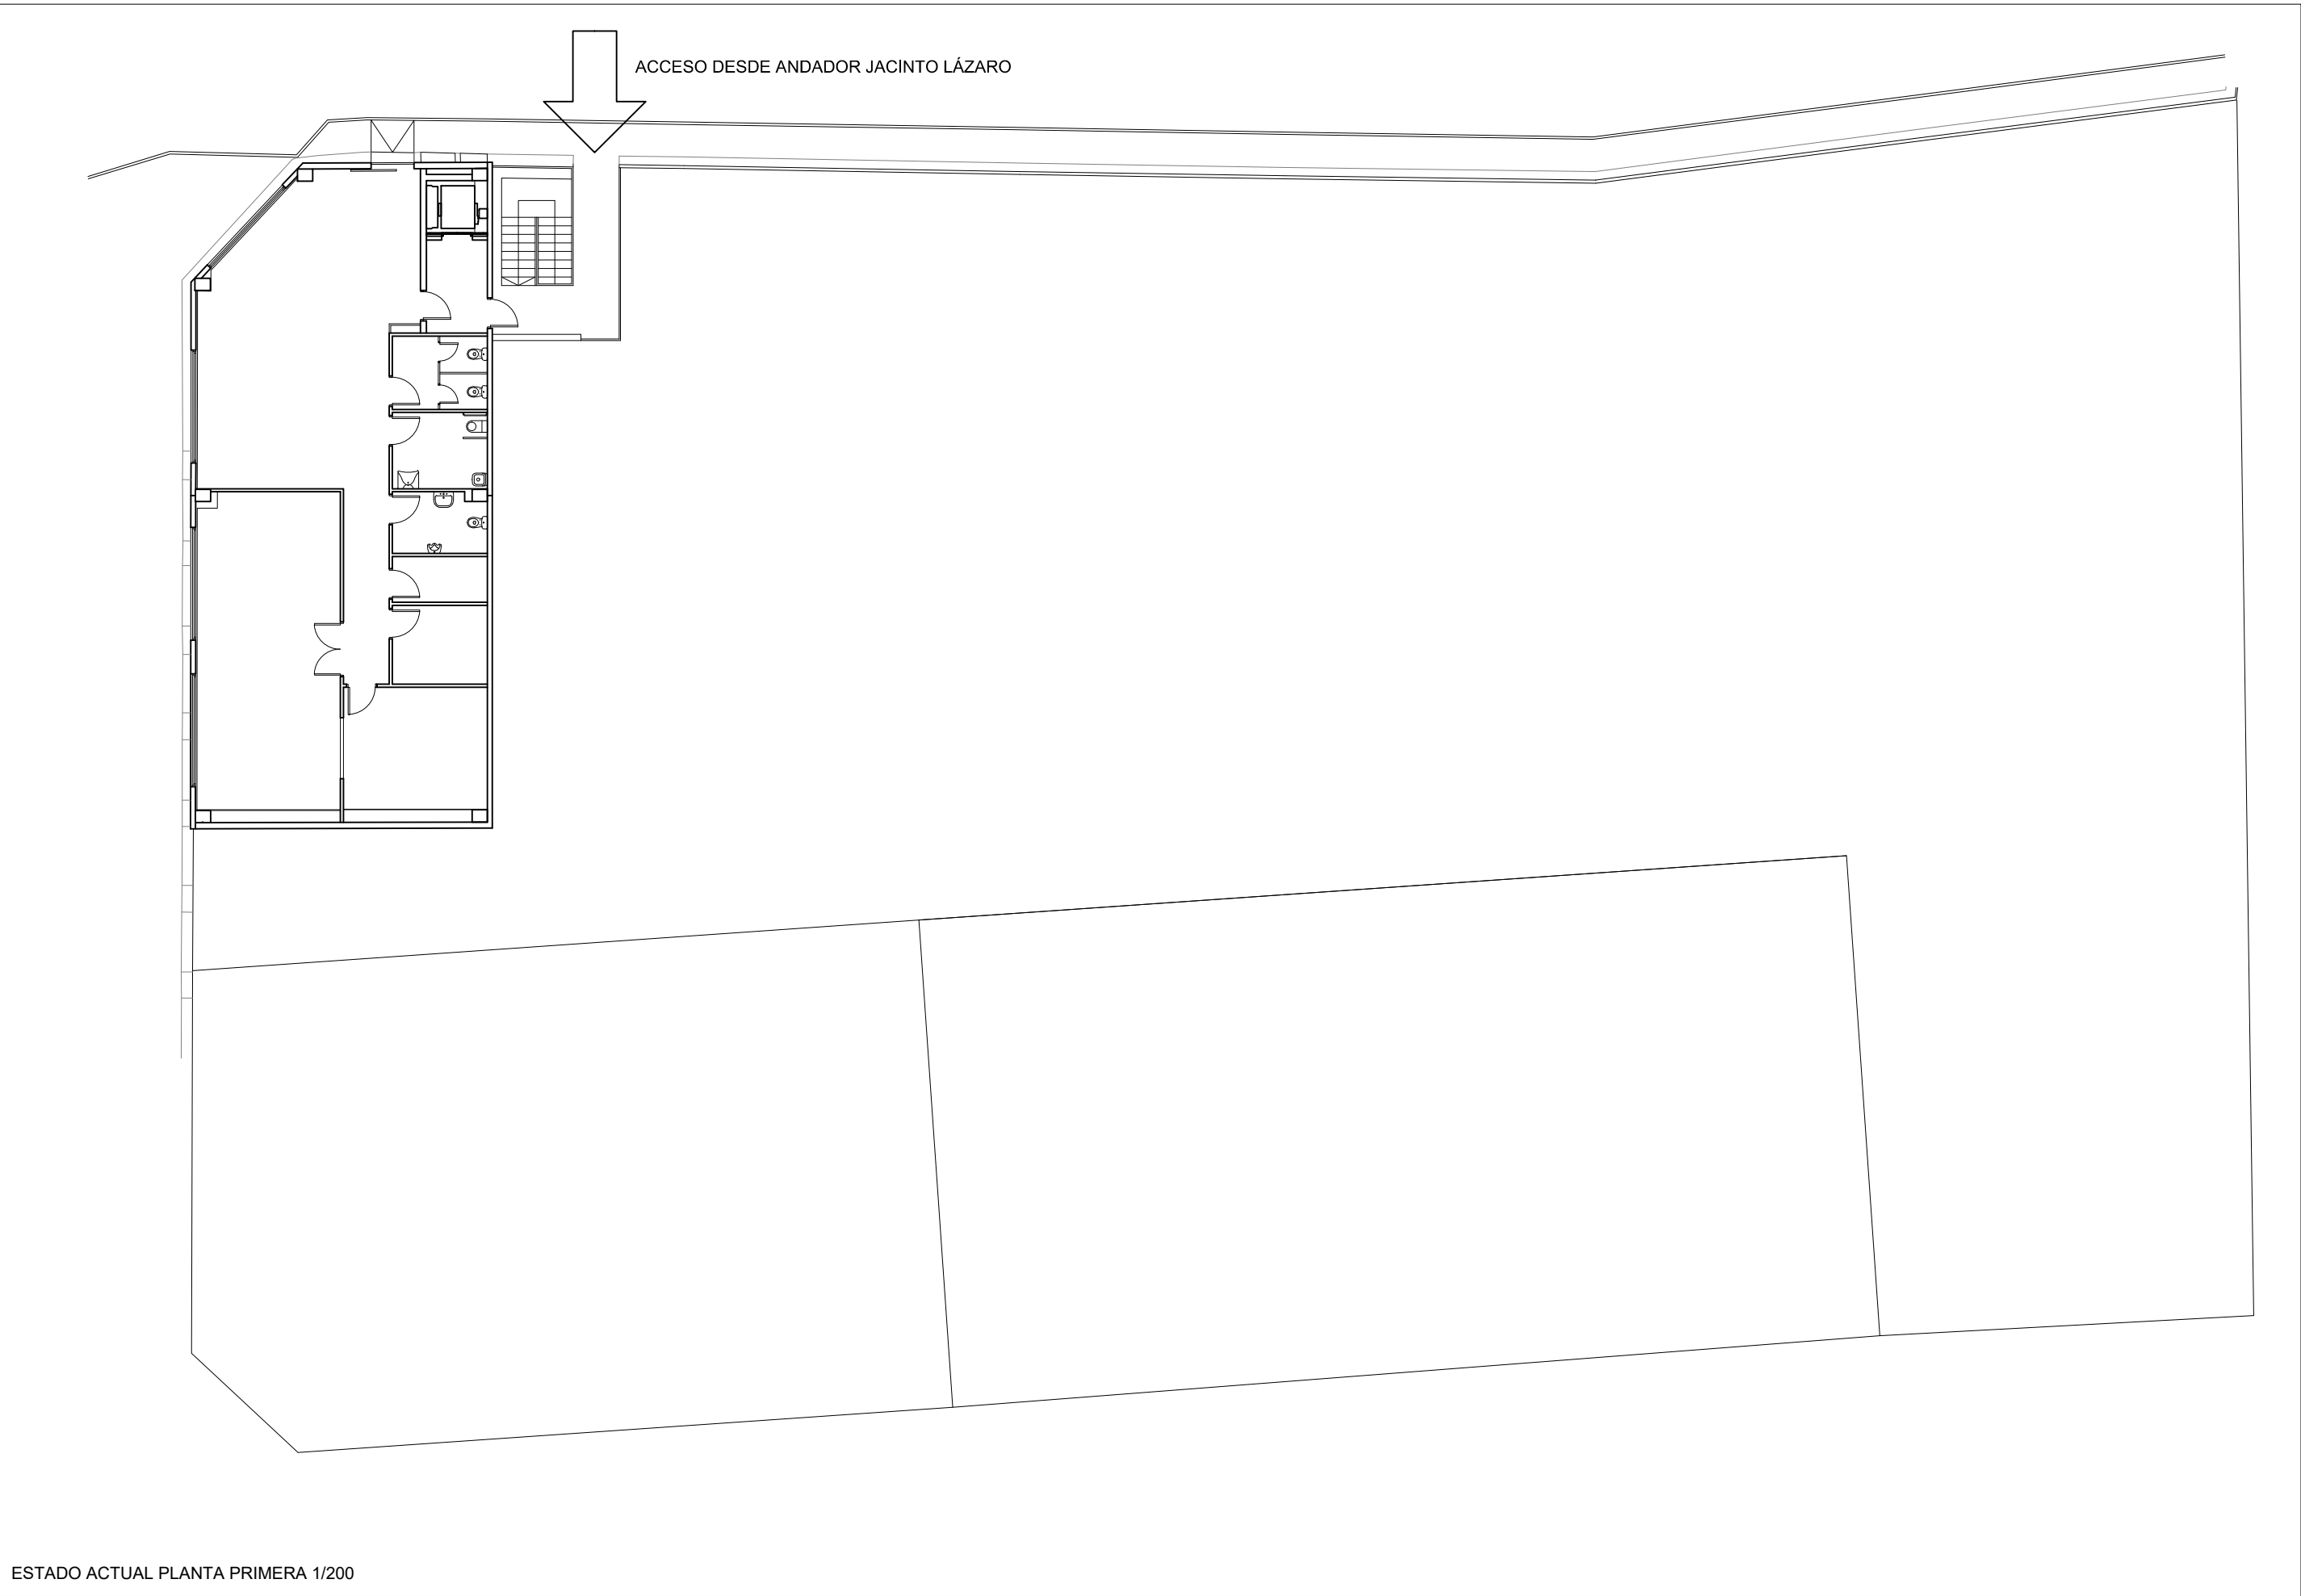 ACCESO DESDE ANDADOR JACINTO LÁZARO
ESTADO ACTUAL PLANTA PRIMERA 1/200